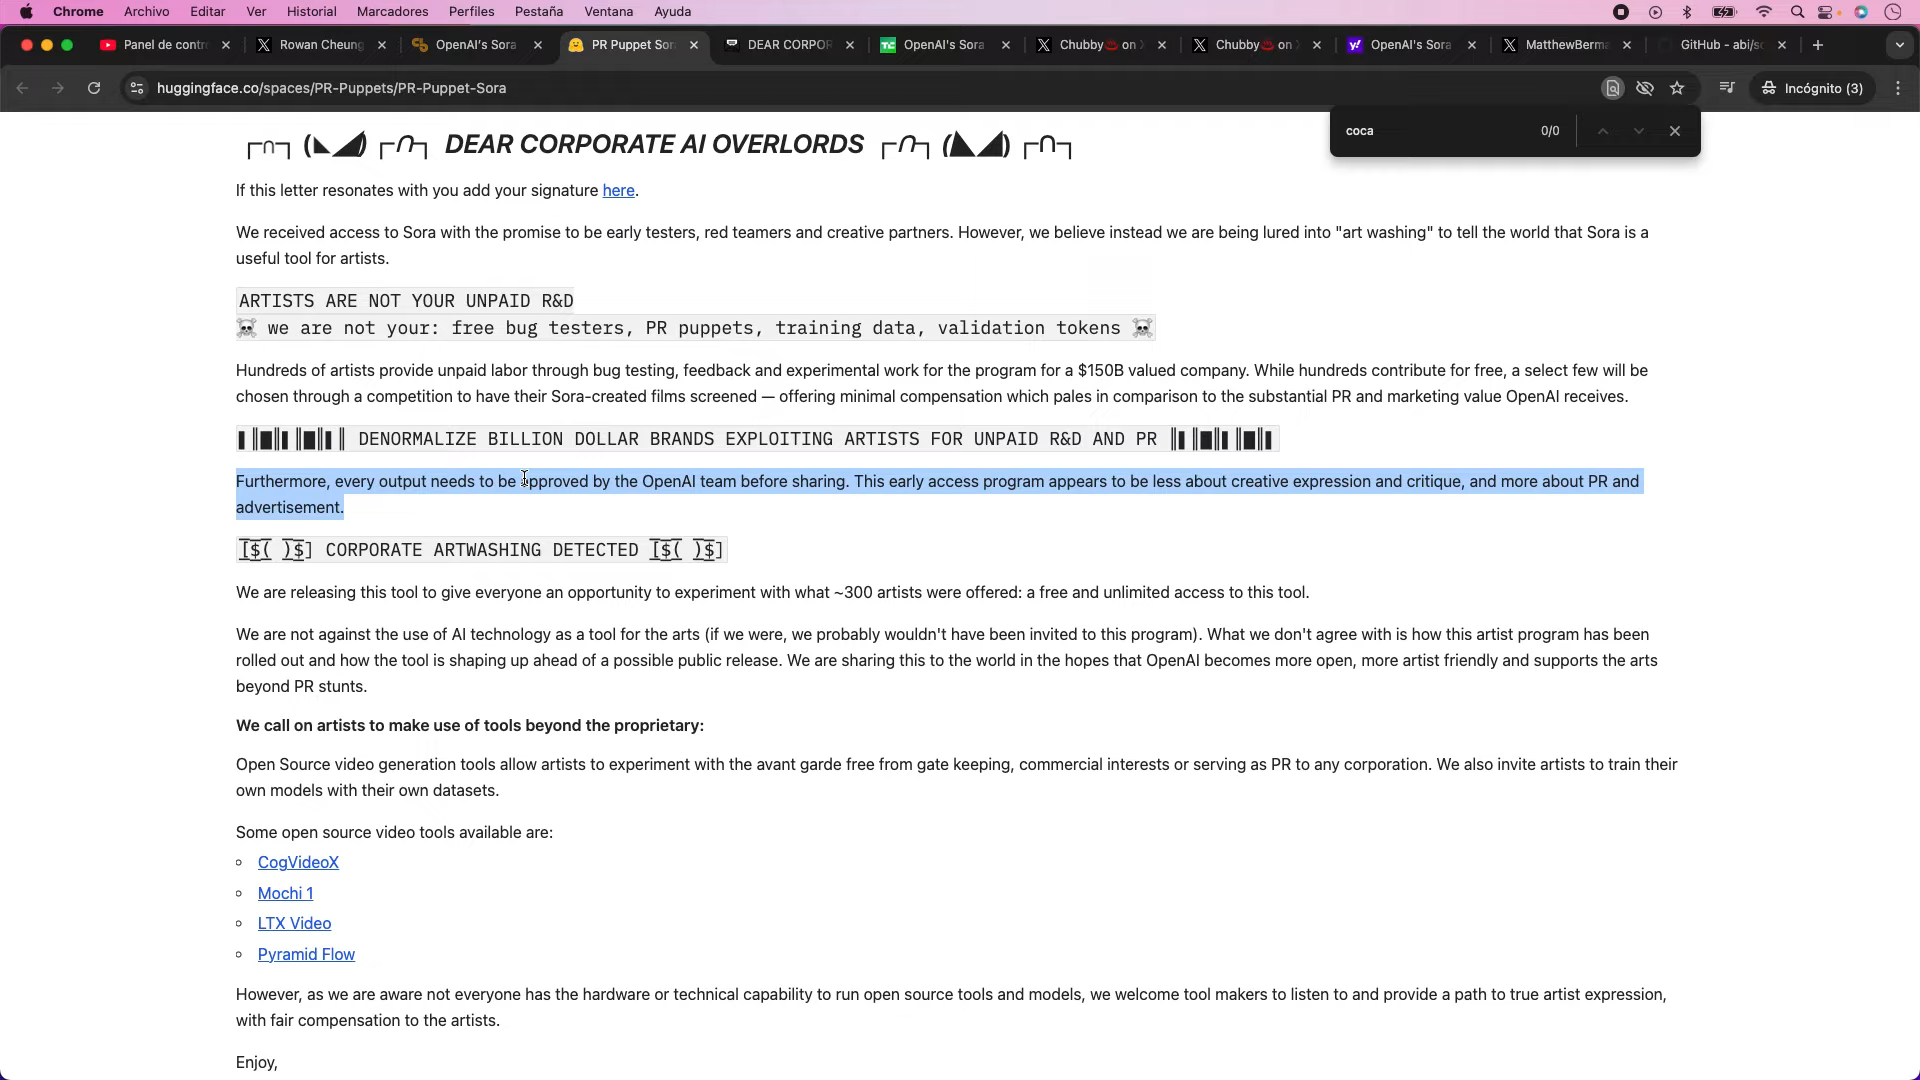 Chrome Archivo Editar Ver Historial Marcadores Perfiles Pestaña Ventana Ayuda
Panel de contr Rowan Cheung OpenAI's Sora PR Puppet Sor DEAR CORPOR OpenAI's Sora Chubby♨️ on Chubby♨️ on OpenAI's Sora MatthewBerma GitHub - abi/sc
huggingface.co/spaces/PR-Puppets/PR-Puppet-Sora Incógnito (3)
coca 0/0
┌∩┐(◣_◢)┌∩┐ DEAR CORPORATE AI OVERLORDS ┌∩┐(◣_◢)┌∩┐
If this letter resonates with you add your signature here.
We received access to Sora with the promise to be early testers, red teamers and creative partners. However, we believe instead we are being lured into "art washing" to tell the world that Sora is a
useful tool for artists.
ARTISTS ARE NOT YOUR UNPAID R&D
☠️ we are not your: free bug testers, PR puppets, training data, validation tokens ☠️
Hundreds of artists provide unpaid labor through bug testing, feedback and experimental work for the program for a $150B valued company. While hundreds contribute for free, a select few will be
chosen through a competition to have their Sora-created films screened — offering minimal compensation which pales in comparison to the substantial PR and marketing value OpenAI receives.
▌║█║▌║█║▌║ DENORMALIZE BILLION DOLLAR BRANDS EXPLOITING ARTISTS FOR UNPAID R&D AND PR ║▌║█║▌║█║▌
Furthermore, every output needs to be approved by the OpenAI team before sharing. This early access program appears to be less about creative expression and critique, and more about PR and
advertisement.
[̲̅$̲̅( )̲̅$̲̅] CORPORATE ARTWASHING DETECTED [̲̅$̲̅( )̲̅$̲̅]
We are releasing this tool to give everyone an opportunity to experiment with what ~300 artists were offered: a free and unlimited access to this tool.
We are not against the use of AI technology as a tool for the arts (if we were, we probably wouldn't have been invited to this program). What we don't agree with is how this artist program has been
rolled out and how the tool is shaping up ahead of a possible public release. We are sharing this to the world in the hopes that OpenAI becomes more open, more artist friendly and supports the arts
beyond PR stunts.
We call on artists to make use of tools beyond the proprietary:
Open Source video generation tools allow artists to experiment with the avant garde free from gate keeping, commercial interests or serving as PR to any corporation. We also invite artists to train their
own models with their own datasets.
Some open source video tools available are:
CogVideoX
Mochi 1
LTX Video
Pyramid Flow
However, as we are aware not everyone has the hardware or technical capability to run open source tools and models, we welcome tool makers to listen to and provide a path to true artist expression,
with fair compensation to the artists.
Enjoy,